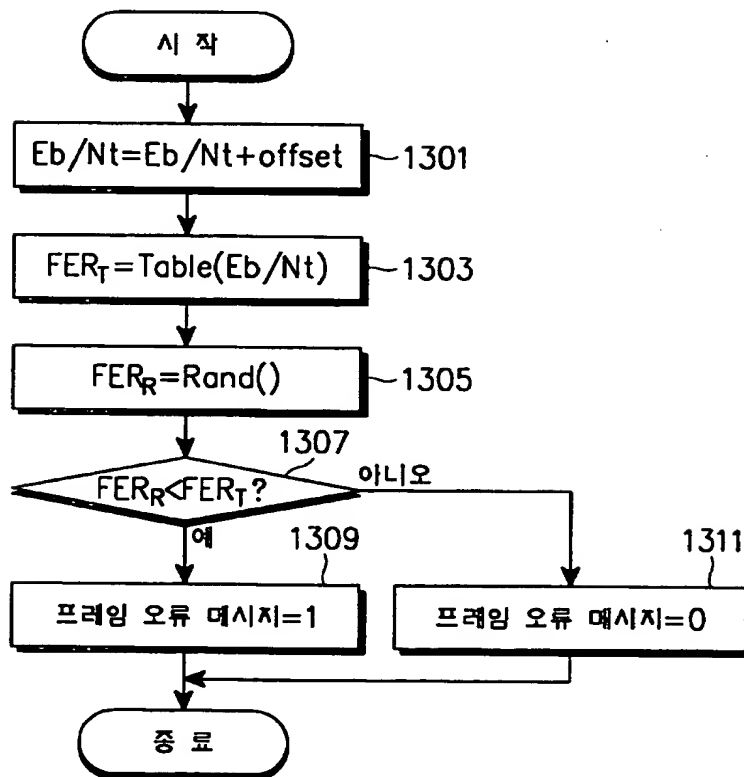 시 작
Eb/Nt=Eb/Nt+offset
1301
FER_T=Table(Eb/Nt)
1303
FER_R=Rand()
1305
1307
FER_R<FER_T?
아니오
예
1309
1311
프레임 오류 메시지=1
프레임 오류 메시지=0
종 료